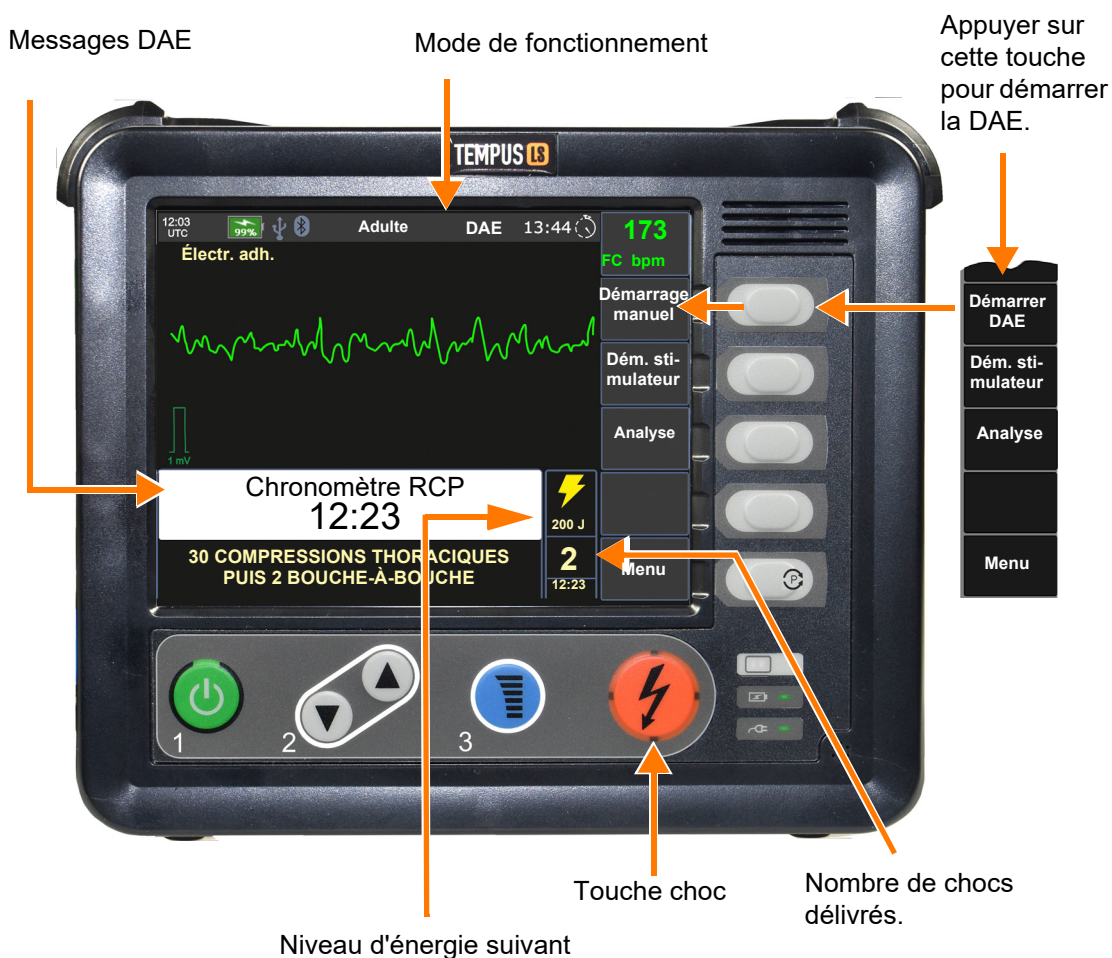 Messages DAE
Mode de fonctionnement
Appuyer sur
cette touche
pour démarrer
la DAE.
TEMPUS LS
12:03
UTC
99%
Adulte
DAE
13:44
173
FC bpm
Électr. adh.
Démarrage
manuel
Dém. sti-
mulateur
Analyse
1 mV
Chronomètre RCP
12:23
200 J
30 COMPRESSIONS THORACIQUES
PUIS 2 BOUCHE-À-BOUCHE
2
12:23
Menu
P
Démarrer
DAE
Dém. sti-
mulateur
Analyse
Menu
1
2
3
Touche choc
Nombre de chocs
délivrés.
Niveau d'énergie suivant